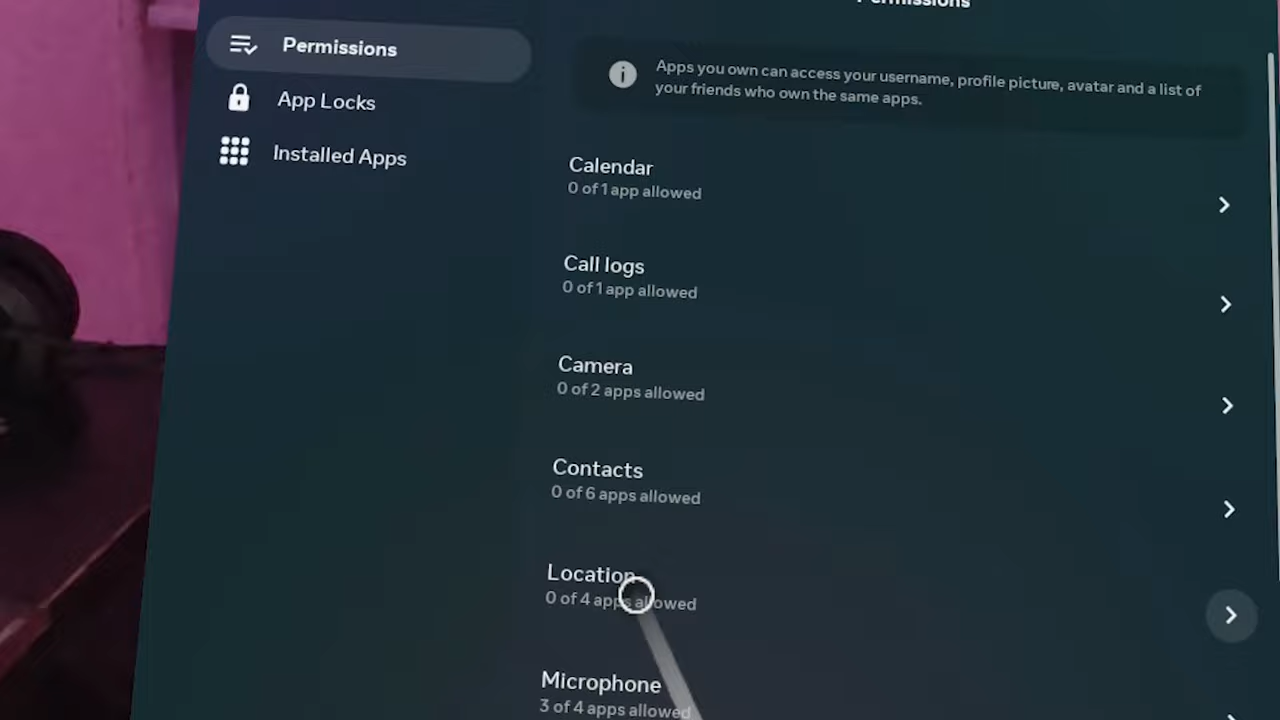 Permissions
Permissions
App Locks
Installed Apps
Apps you own can access your username, profile picture, avatar and a list of
your friends who own the same apps.
Calendar
0 of 1 app allowed
Call logs
0 of 1 app allowed
Camera
0 of 2 apps allowed
Contacts
0 of 6 apps allowed
Location
0 of 4 apps allowed
Microphone
3 of 4 apps allowed